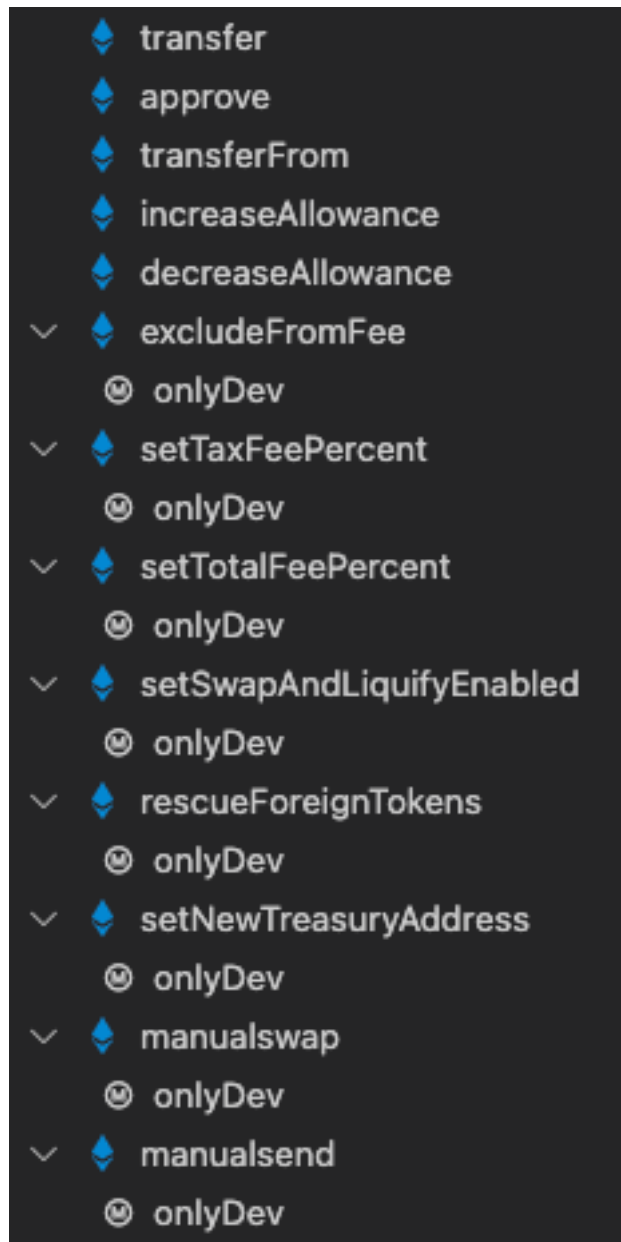 transfer
approve
transferFrom
increaseAllowance
decreaseAllowance
excludeFromFee
onlyDev
setTaxFeePercent
onlyDev
setTotalFeePercent
onlyDev
setSwapAndLiquifyEnabled
onlyDev
rescueForeignTokens
onlyDev
setNewTreasuryAddress
onlyDev
manualswap
onlyDev
manualsend
onlyDev